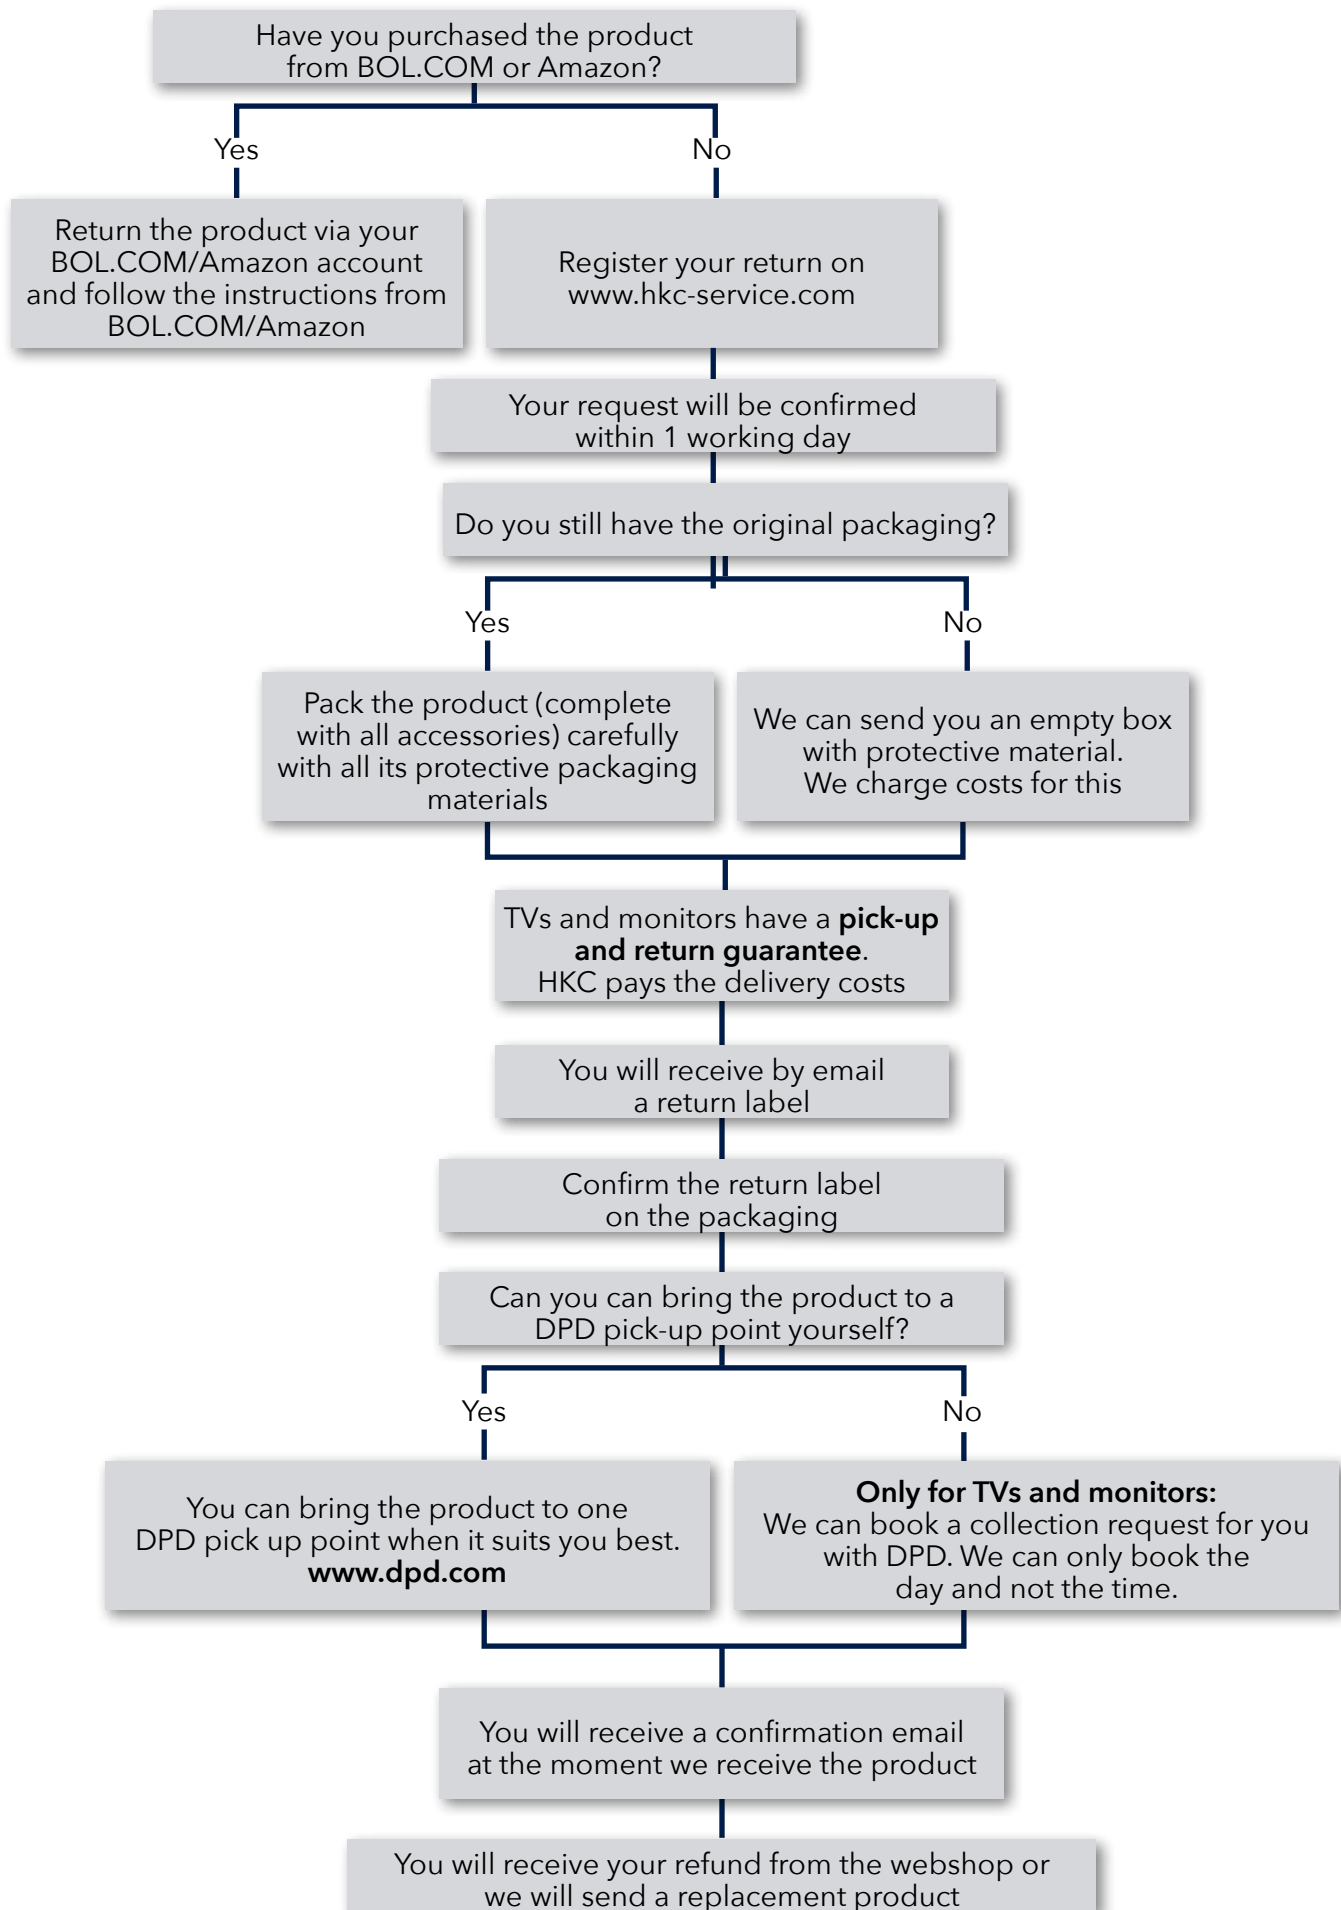 Have you purchased the product
from BOL.COM or Amazon?
Yes
No
Return the product via your
BOL.COM/Amazon account
and follow the instructions from
BOL.COM/Amazon
Register your return on
www.hkc-service.com
Your request will be confirmed
within 1 working day
Do you still have the original packaging?
Yes
No
Pack the product (complete
with all accessories) carefully
with all its protective packaging
materials
We can send you an empty box
with protective material.
We charge costs for this
TVs and monitors have a pick-up
and return guarantee.
HKC pays the delivery costs
You will receive by email
a return label
Confirm the return label
on the packaging
Can you can bring the product to a
DPD pick-up point yourself?
Yes
No
You can bring the product to one
DPD pick up point when it suits you best.
www.dpd.com
Only for TVs and monitors:
We can book a collection request for you
with DPD. We can only book the
day and not the time.
You will receive a confirmation email
at the moment we receive the product
You will receive your refund from the webshop or
we will send a replacement product